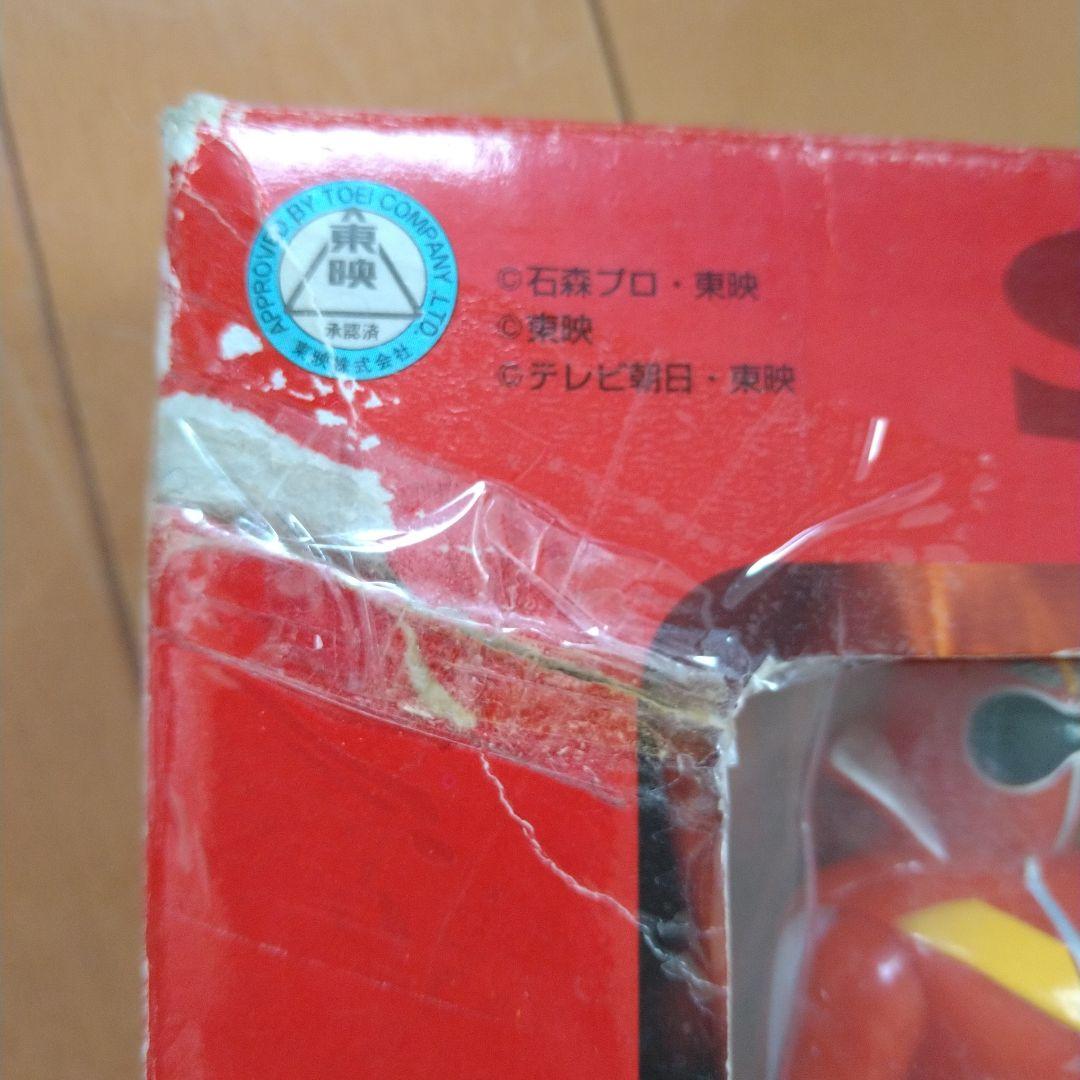 APPROVED BY TOEI COMPANY, LTD.
東映
承認済
東映株式会社
©石森プロ・東映
©東映
©テレビ朝日・東映
S